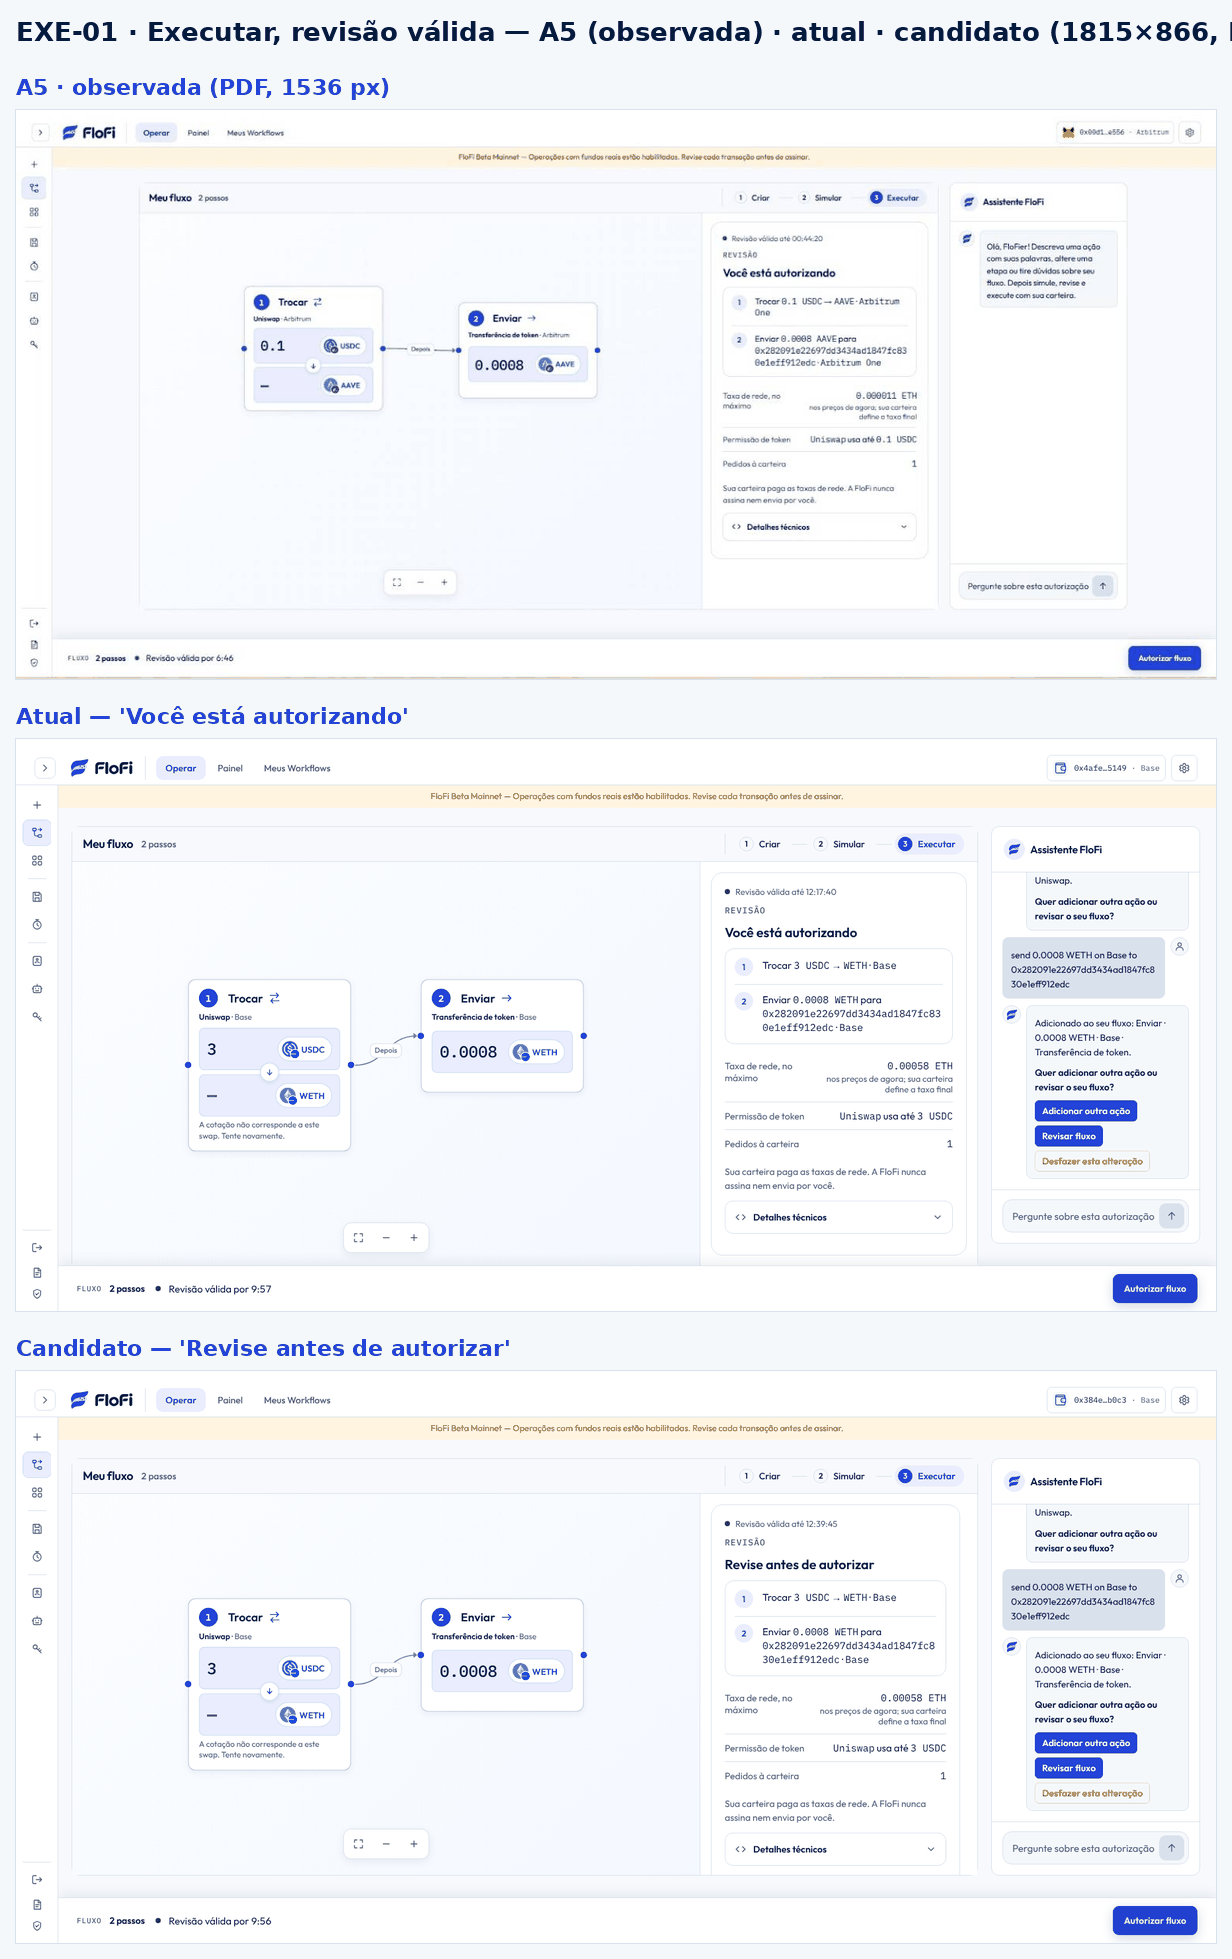 EXE-01 · Executar, revisão válida — A5 (observada) · atual · candidato (1815×866,
A5 · observada (PDF, 1536 px)
FloFi
Operar
Painel
Meus Workflows
0x00d1…e556 · Arbitrum
FloFi Beta Mainnet — Operações com fundos reais estão habilitadas. Revise cada transação antes de assinar.
Meu fluxo 2 passos
1 Criar
2 Simular
3 Executar
1 Trocar
Uniswap · Arbitrum
0.1 USDC
— AAVE
Depois
2 Enviar
Transferência de token · Arbitrum
0.0008 AAVE
Revisão válida até 00:44:20
REVISÃO
Você está autorizando
1 Trocar 0.1 USDC → AAVE·Arbitrum
One
2 Enviar 0.0008 AAVE para
0x282091e22697dd3434ad1847fc83
0e1eff912edc·Arbitrum One
Taxa de rede, no
máximo
0.000011 ETH
nos preços de agora; sua carteira
define a taxa final
Permissão de token Uniswap usa até 0.1 USDC
Pedidos à carteira 1
Sua carteira paga as taxas de rede. A FloFi nunca
assina nem envia por você.
Detalhes técnicos
Assistente FloFi
Olá, FloFier! Descreva uma ação
com suas palavras, altere uma
etapa ou tire dúvidas sobre seu
fluxo. Depois simule, revise e
execute com sua carteira.
Pergunte sobre esta autorização
FLUXO 2 passos Revisão válida por 6:46
Autorizar fluxo
Atual — 'Você está autorizando'
FloFi
Operar
Painel
Meus Workflows
0x4afe…5149 · Base
FloFi Beta Mainnet — Operações com fundos reais estão habilitadas. Revise cada transação antes de assinar.
Meu fluxo 2 passos
1 Criar
2 Simular
3 Executar
1 Trocar
Uniswap · Base
3 USDC
— WETH
A cotação não corresponde a este
swap. Tente novamente.
Depois
2 Enviar
Transferência de token · Base
0.0008 WETH
Revisão válida até 12:17:40
REVISÃO
Você está autorizando
1 Trocar 3 USDC → WETH·Base
2 Enviar 0.0008 WETH para
0x282091e22697dd3434ad1847fc83
0e1eff912edc·Base
Taxa de rede, no
máximo
0.00058 ETH
nos preços de agora; sua carteira
define a taxa final
Permissão de token Uniswap usa até 3 USDC
Pedidos à carteira 1
Sua carteira paga as taxas de rede. A FloFi nunca
assina nem envia por você.
Detalhes técnicos
Assistente FloFi
Uniswap.
Quer adicionar outra ação ou
revisar o seu fluxo?
send 0.0008 WETH on Base to
0x282091e22697dd3434ad1847fc8
30e1eff912edc
Adicionado ao seu fluxo: Enviar ·
0.0008 WETH · Base ·
Transferência de token.
Quer adicionar outra ação ou
revisar o seu fluxo?
Adicionar outra ação
Revisar fluxo
Desfazer esta alteração
Pergunte sobre esta autorização
FLUXO 2 passos Revisão válida por 9:57
Autorizar fluxo
Candidato — 'Revise antes de autorizar'
FloFi
Operar
Painel
Meus Workflows
0x384e…b0c3 · Base
FloFi Beta Mainnet — Operações com fundos reais estão habilitadas. Revise cada transação antes de assinar.
Meu fluxo 2 passos
1 Criar
2 Simular
3 Executar
1 Trocar
Uniswap · Base
3 USDC
— WETH
A cotação não corresponde a este
swap. Tente novamente.
Depois
2 Enviar
Transferência de token · Base
0.0008 WETH
Revisão válida até 12:39:45
REVISÃO
Revise antes de autorizar
1 Trocar 3 USDC → WETH·Base
2 Enviar 0.0008 WETH para
0x282091e22697dd3434ad1847fc8
30e1eff912edc·Base
Taxa de rede, no
máximo
0.00058 ETH
nos preços de agora; sua carteira
define a taxa final
Permissão de token Uniswap usa até 3 USDC
Pedidos à carteira 1
Sua carteira paga as taxas de rede. A FloFi nunca
assina nem envia por você.
Detalhes técnicos
Assistente FloFi
Uniswap.
Quer adicionar outra ação ou
revisar o seu fluxo?
send 0.0008 WETH on Base to
0x282091e22697dd3434ad1847fc8
30e1eff912edc
Adicionado ao seu fluxo: Enviar ·
0.0008 WETH · Base ·
Transferência de token.
Quer adicionar outra ação ou
revisar o seu fluxo?
Adicionar outra ação
Revisar fluxo
Desfazer esta alteração
Pergunte sobre esta autorização
FLUXO 2 passos Revisão válida por 9:56
Autorizar fluxo